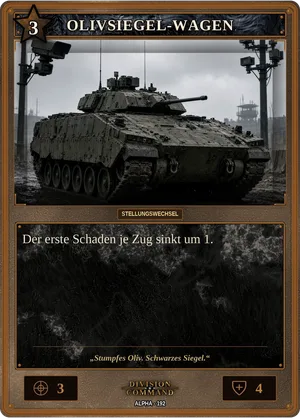 3
OLIVSIEGEL-WAGEN
STELLUNGSWECHSEL
Der erste Schaden je Zug sinkt um 1.
„Stumpfes Oliv. Schwarzes Siegel.“
3
DIVISION
COMMAND
4
ALPHA · 192